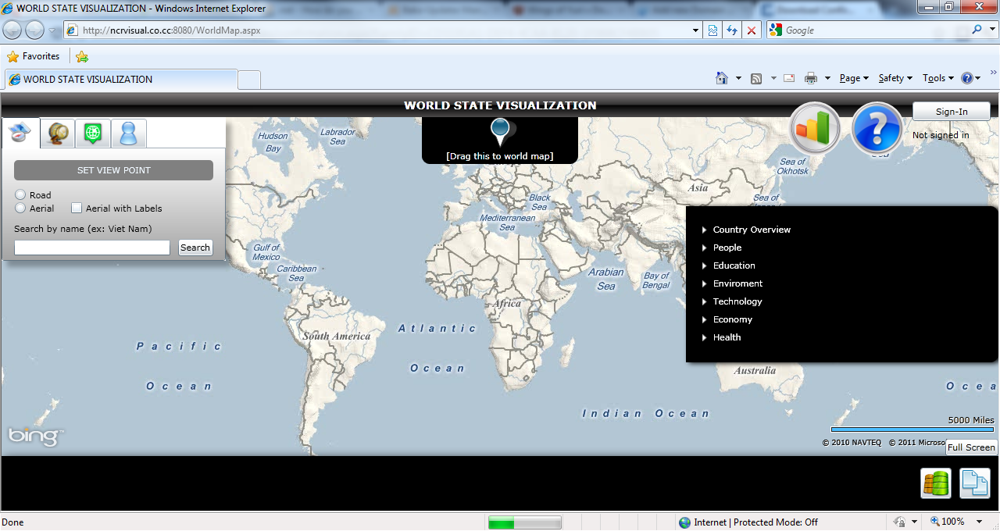 WORLD STATE VISUALIZATION - Windows Internet Explorer
http://ncrvisual.co.cc:8080/WorldMap.aspx
Google
Favorites
WORLD STATE VISUALIZATION
Page
Safety
Tools
WORLD STATE VISUALIZATION
Sign-In
Not signed in
[Drag this to world map]
SET VIEW POINT
Road
Aerial
Aerial with Labels
Search by name (ex: Viet Nam)
Search
Hudson
Bay
Labrador
Sea
Sea of
Okhotsk
Asia
Black
Sea
Sea of
Mediterranean
Sea
Gulf of
Mexico
Caribbean
Sea
Arabian
Sea
Bay of
Bengal
Africa
South America
Atlantic
Ocean
Pacific
Ocean
Country Overview
People
Education
Enviroment
Technology
Economy
Health
Australia
Indian Ocean
Ocea
bing
5000 Miles
© 2010 NAVTEQ © 2011 Microso
Full Screen
Done
Internet | Protected Mode: Off
100%